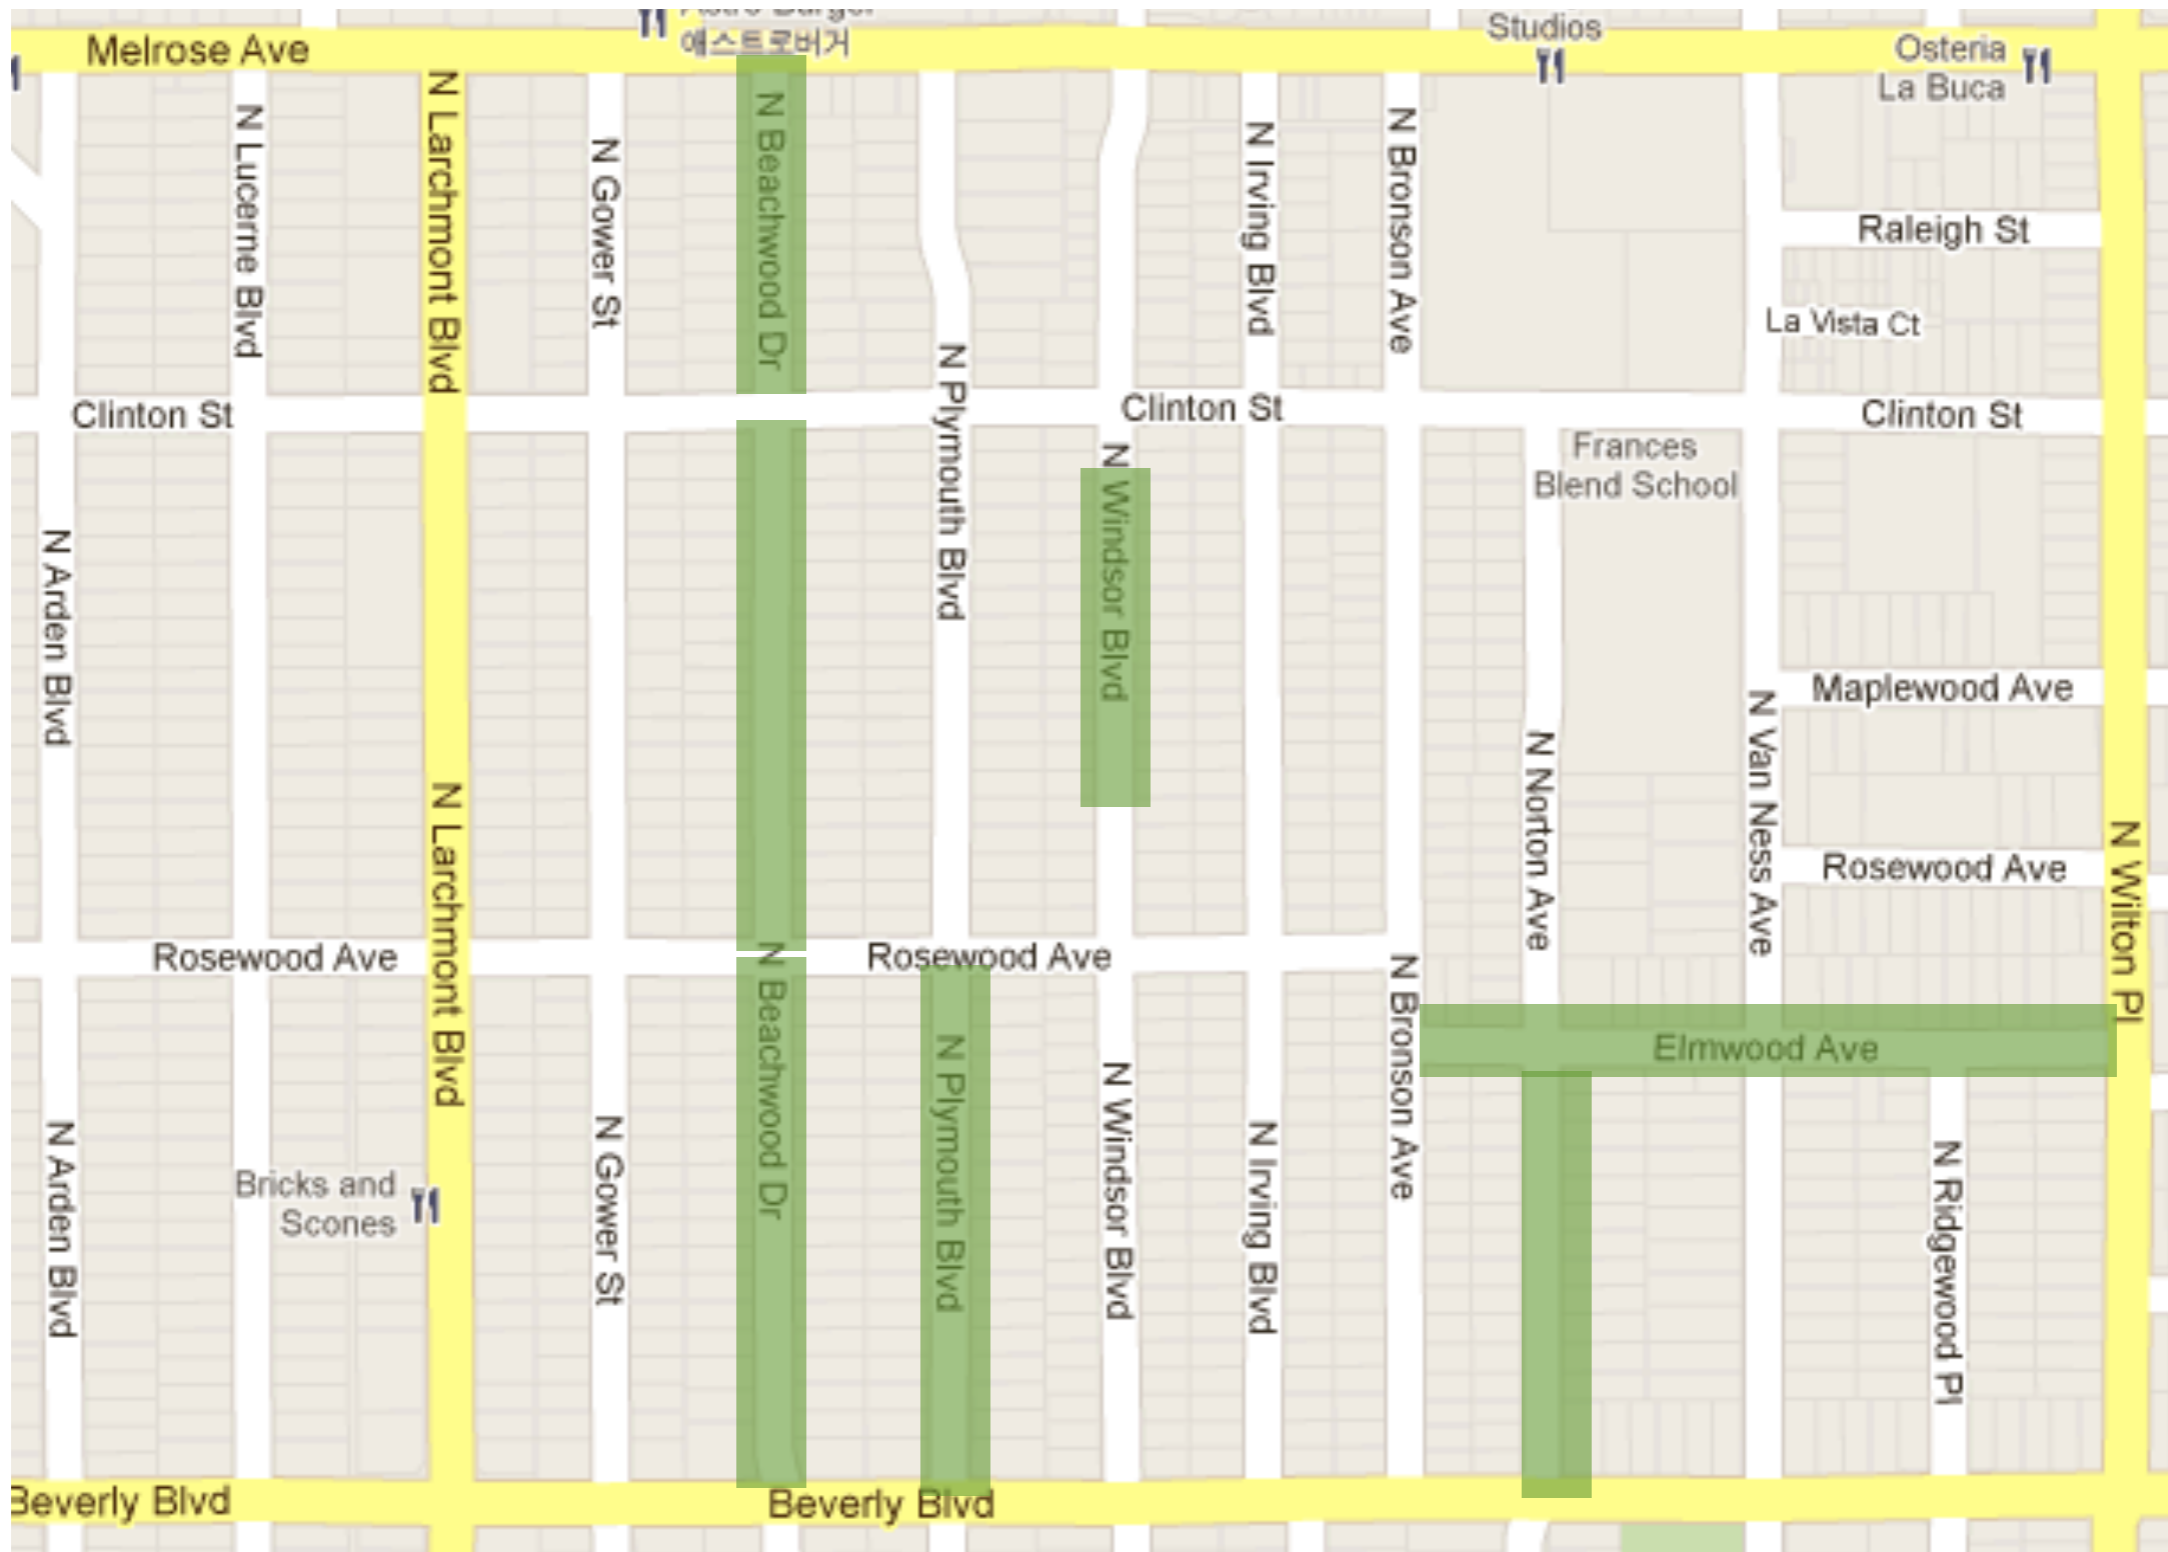 애스트로버거
Studios
Melrose Ave
Osteria
La Buca
N Lucerne Blvd
N Larchmont Blvd
N Gower St
N Beachwood Dr
N Irving Blvd
N Bronson Ave
Raleigh St
La Vista Ct
N Plymouth Blvd
Clinton St
Clinton St
Clinton St
Frances
Blend School
N Windsor Blvd
N Arden Blvd
Maplewood Ave
N Van Ness Ave
N Norton Ave
N Larchmont Blvd
N Wilton Pl
Rosewood Ave
Rosewood Ave
Rosewood Ave
N Beachwood Dr
N Bronson Ave
Elmwood Ave
N Plymouth Blvd
N Windsor Blvd
N Arden Blvd
N Gower St
N Irving Blvd
N Ridgewood Pl
Bricks and
Scones
Beverly Blvd
Beverly Blvd